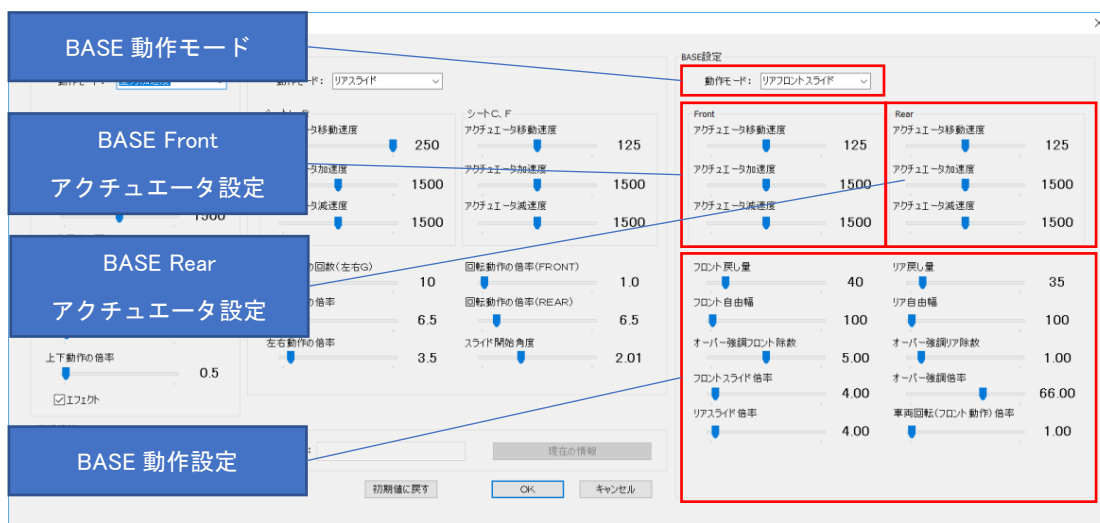 BASE 動作モード
BASE Front
アクチュエータ設定
BASE Rear
アクチュエータ設定
BASE 動作設定
1500
上下動作の倍率
0.5
エフェクト
動作モード: リアスライド
シートC, F
250
アクチュエータ移動速度
125
1500
アクチュエータ加速度
1500
1500
アクチュエータ減速度
1500
の回数(左右G)
10
回転動作の倍率(FRONT)
1.0
の倍率
6.5
回転動作の倍率(REAR)
6.5
左右動作の倍率
3.5
スライド開始角度
2.01
現在の情報
初期値に戻す
OK
キャンセル
BASE設定
動作モード: リアフロントスライド
Front
アクチュエータ移動速度
125
アクチュエータ加速度
1500
アクチュエータ減速度
1500
Rear
アクチュエータ移動速度
125
アクチュエータ加速度
1500
アクチュエータ減速度
1500
フロント戻し量
40
リア戻し量
35
フロント自由幅
100
リア自由幅
100
オーバー強調フロント除数
5.00
オーバー強調リア除数
1.00
フロントスライド倍率
4.00
オーバー強調倍率
66.00
リアスライド倍率
4.00
車両回転(フロント動作)倍率
1.00